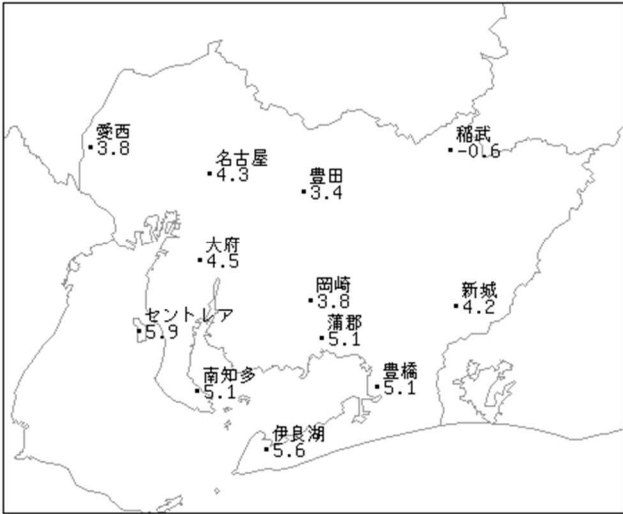 愛西
3.8
名古屋
4.3
豊田
3.4
稲武
-0.6
大府
4.5
岡崎
3.8
新城
4.2
セントレア
5.9
蒲郡
5.1
南知多
5.1
豊橋
5.1
伊良湖
5.6